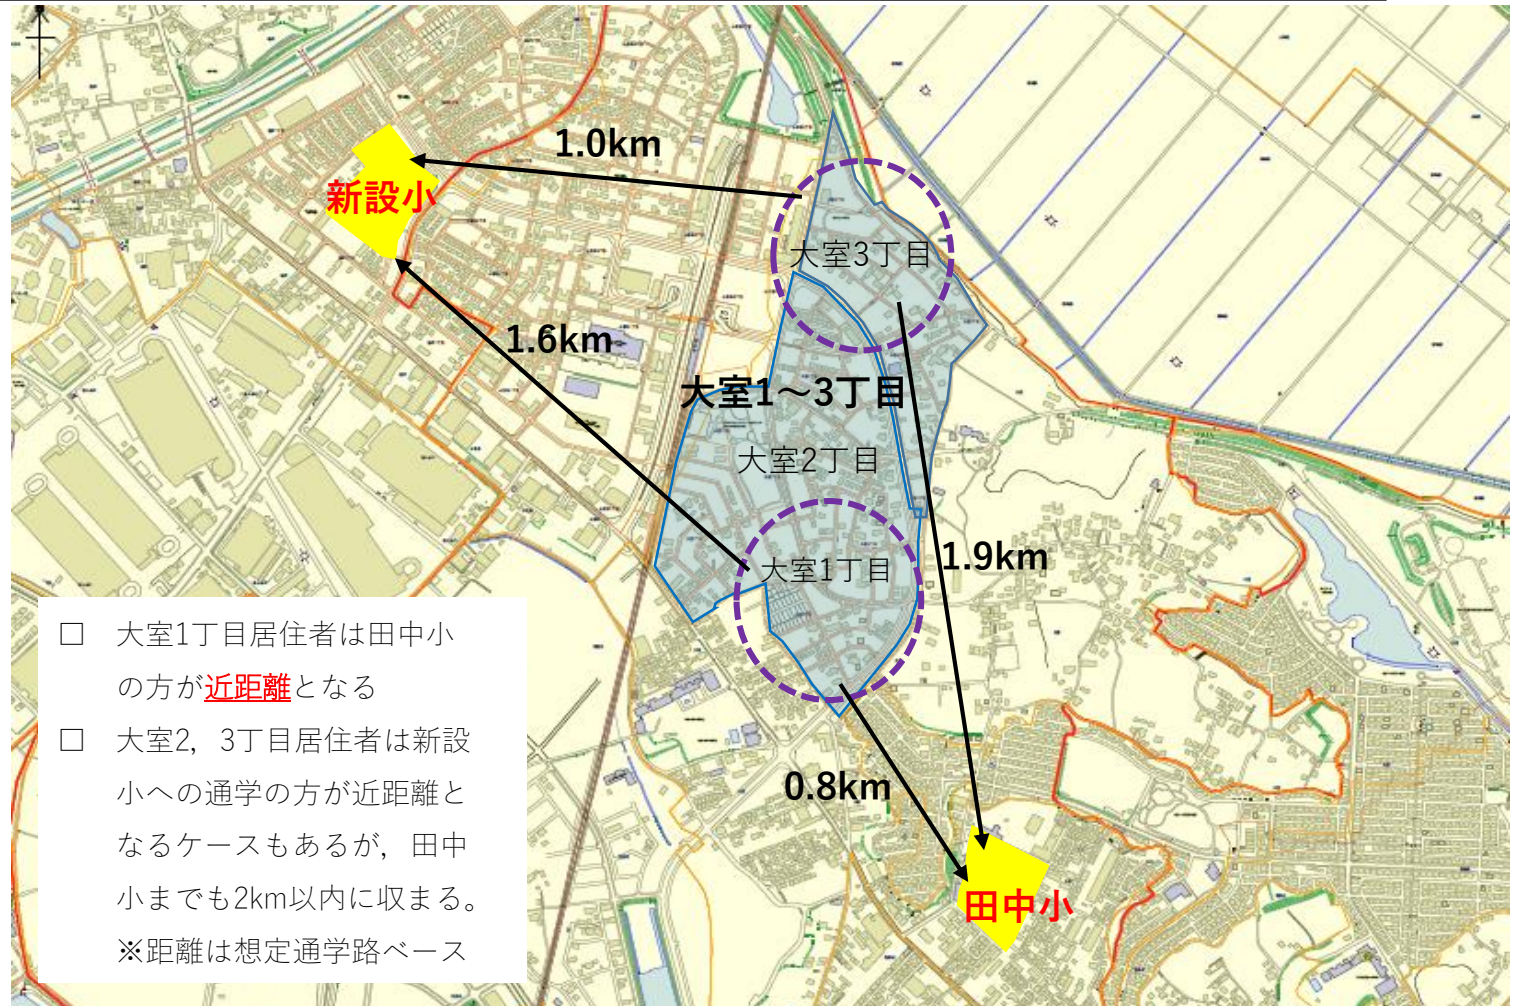 1.0km
新設小
大室3丁目
1.6km
大室1～3丁目
大室2丁目
1.9km
大室1丁目
0.8km
田中小
□ 大室1丁目居住者は田中小
の方が近距離となる
□ 大室2，3丁目居住者は新設
小への通学の方が近距離と
なるケースもあるが，田中
小までも2km以内に収まる。
※距離は想定通学路ベース